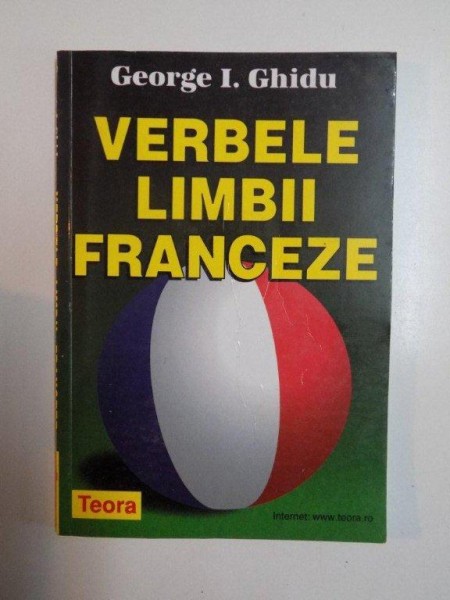 George I. Ghidu
VERBELE
LIMBII
FRANCEZE
Teora
Internet: www.teora.ro